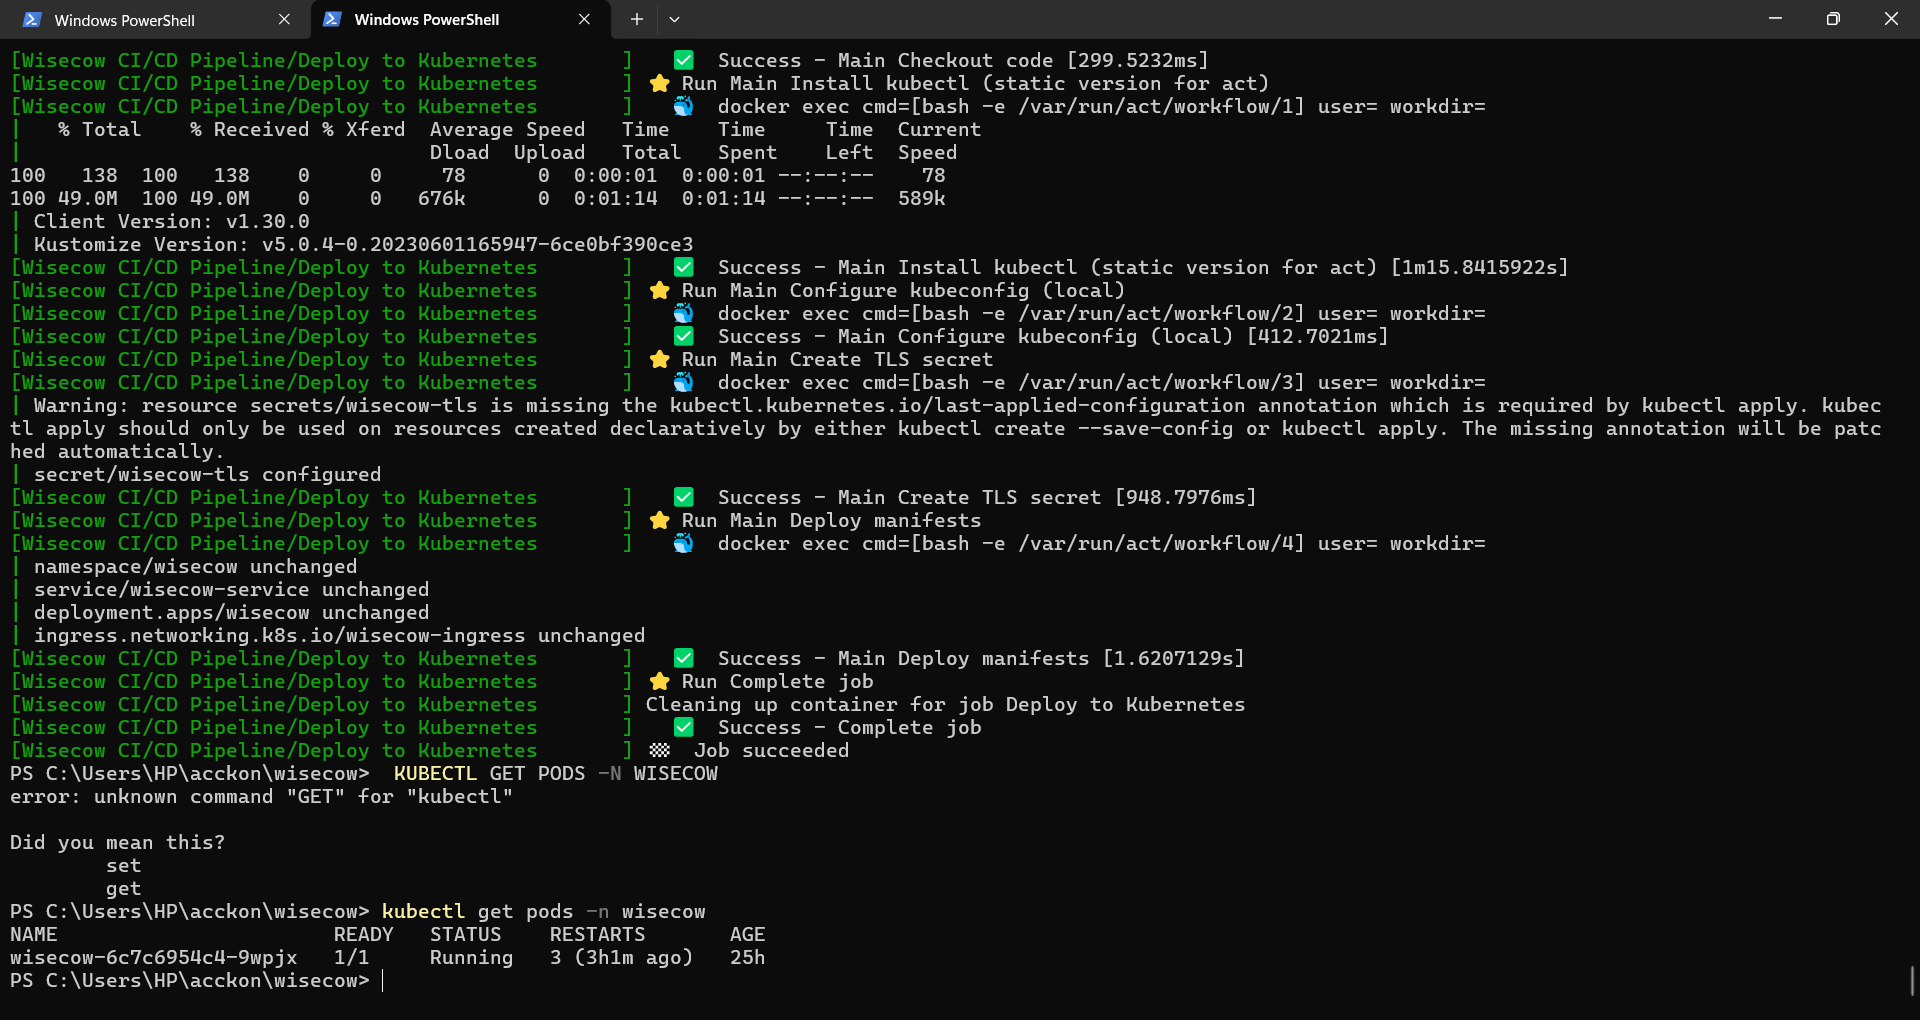 Windows PowerShell
Windows PowerShell
[Wisecow CI/CD Pipeline/Deploy to Kubernetes ] ✅ Success - Main Checkout code [299.5232ms]
[Wisecow CI/CD Pipeline/Deploy to Kubernetes ] ⭐ Run Main Install kubectl (static version for act)
[Wisecow CI/CD Pipeline/Deploy to Kubernetes ] 🐳 docker exec cmd=[bash -e /var/run/act/workflow/1] user= workdir=
| % Total % Received % Xferd Average Speed Time Time Time Current
| Dload Upload Total Spent Left Speed
100 138 100 138 0 0 78 0 0:00:01 0:00:01 --:--:-- 78
100 49.0M 100 49.0M 0 0 676k 0 0:01:14 0:01:14 --:--:-- 589k
| Client Version: v1.30.0
| Kustomize Version: v5.0.4-0.20230601165947-6ce0bf390ce3
[Wisecow CI/CD Pipeline/Deploy to Kubernetes ] ✅ Success - Main Install kubectl (static version for act) [1m15.8415922s]
[Wisecow CI/CD Pipeline/Deploy to Kubernetes ] ⭐ Run Main Configure kubeconfig (local)
[Wisecow CI/CD Pipeline/Deploy to Kubernetes ] 🐳 docker exec cmd=[bash -e /var/run/act/workflow/2] user= workdir=
[Wisecow CI/CD Pipeline/Deploy to Kubernetes ] ✅ Success - Main Configure kubeconfig (local) [412.7021ms]
[Wisecow CI/CD Pipeline/Deploy to Kubernetes ] ⭐ Run Main Create TLS secret
[Wisecow CI/CD Pipeline/Deploy to Kubernetes ] 🐳 docker exec cmd=[bash -e /var/run/act/workflow/3] user= workdir=
| Warning: resource secrets/wisecow-tls is missing the kubectl.kubernetes.io/last-applied-configuration annotation which is required by kubectl apply. kubec
tl apply should only be used on resources created declaratively by either kubectl create --save-config or kubectl apply. The missing annotation will be patc
hed automatically.
| secret/wisecow-tls configured
[Wisecow CI/CD Pipeline/Deploy to Kubernetes ] ✅ Success - Main Create TLS secret [948.7976ms]
[Wisecow CI/CD Pipeline/Deploy to Kubernetes ] ⭐ Run Main Deploy manifests
[Wisecow CI/CD Pipeline/Deploy to Kubernetes ] 🐳 docker exec cmd=[bash -e /var/run/act/workflow/4] user= workdir=
| namespace/wisecow unchanged
| service/wisecow-service unchanged
| deployment.apps/wisecow unchanged
| ingress.networking.k8s.io/wisecow-ingress unchanged
[Wisecow CI/CD Pipeline/Deploy to Kubernetes ] ✅ Success - Main Deploy manifests [1.6207129s]
[Wisecow CI/CD Pipeline/Deploy to Kubernetes ] ⭐ Run Complete job
[Wisecow CI/CD Pipeline/Deploy to Kubernetes ] Cleaning up container for job Deploy to Kubernetes
[Wisecow CI/CD Pipeline/Deploy to Kubernetes ] ✅ Success - Complete job
[Wisecow CI/CD Pipeline/Deploy to Kubernetes ] 🏁 Job succeeded
PS C:\Users\HP\acckon\wisecow> KUBECTL GET PODS -N WISECOW
error: unknown command "GET" for "kubectl"
Did you mean this?
set
get
PS C:\Users\HP\acckon\wisecow> kubectl get pods -n wisecow
NAME READY STATUS RESTARTS AGE
wisecow-6c7c6954c4-9wpjx 1/1 Running 3 (3h1m ago) 25h
PS C:\Users\HP\acckon\wisecow>